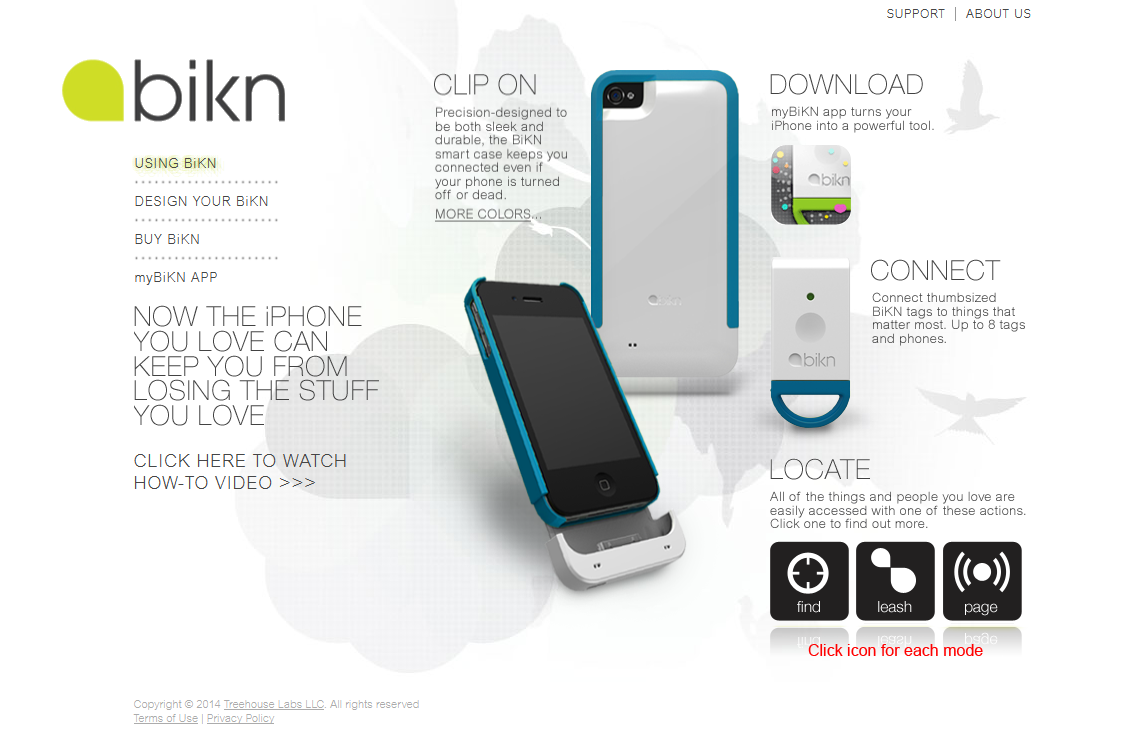 SUPPORT | ABOUT US
bikn
USING BiKN
DESIGN YOUR BiKN
BUY BiKN
myBiKN APP
NOW THE iPHONE
YOU LOVE CAN
KEEP YOU FROM
LOSING THE STUFF
YOU LOVE
CLICK HERE TO WATCH
HOW-TO VIDEO >>>
CLIP ON
Precision-designed to
be both sleek and
durable, the BiKN
smart case keeps you
connected even if
your phone is turned
off or dead.
MORE COLORS...
bikn
DOWNLOAD
myBiKN app turns your
iPhone into a powerful tool.
bikn
CONNECT
Connect thumbsized
BiKN tags to things that
matter most. Up to 8 tags
and phones.
bikn
LOCATE
All of the things and people you love are
easily accessed with one of these actions.
Click one to find out more.
find
leash
page
Click icon for each mode
Copyright © 2014 Treehouse Labs LLC. All rights reserved
Terms of Use | Privacy Policy